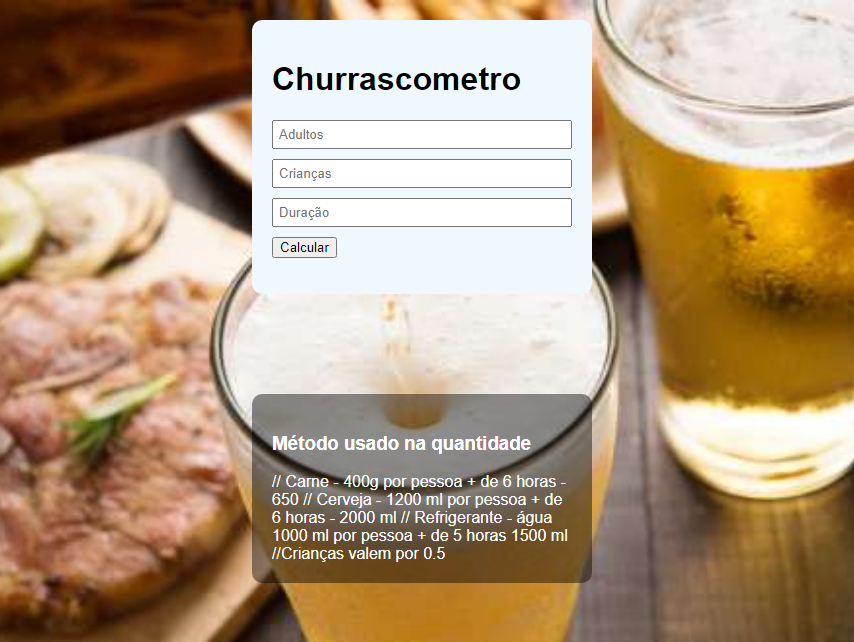 Churrascometro
Adultos
Crianças
Duração
Calcular
Método usado na quantidade
// Carne - 400g por pessoa + de 6 horas -
650 // Cerveja - 1200 ml por pessoa + de
6 horas - 2000 ml // Refrigerante - água
1000 ml por pessoa + de 5 horas 1500 ml
//Crianças valem por 0.5